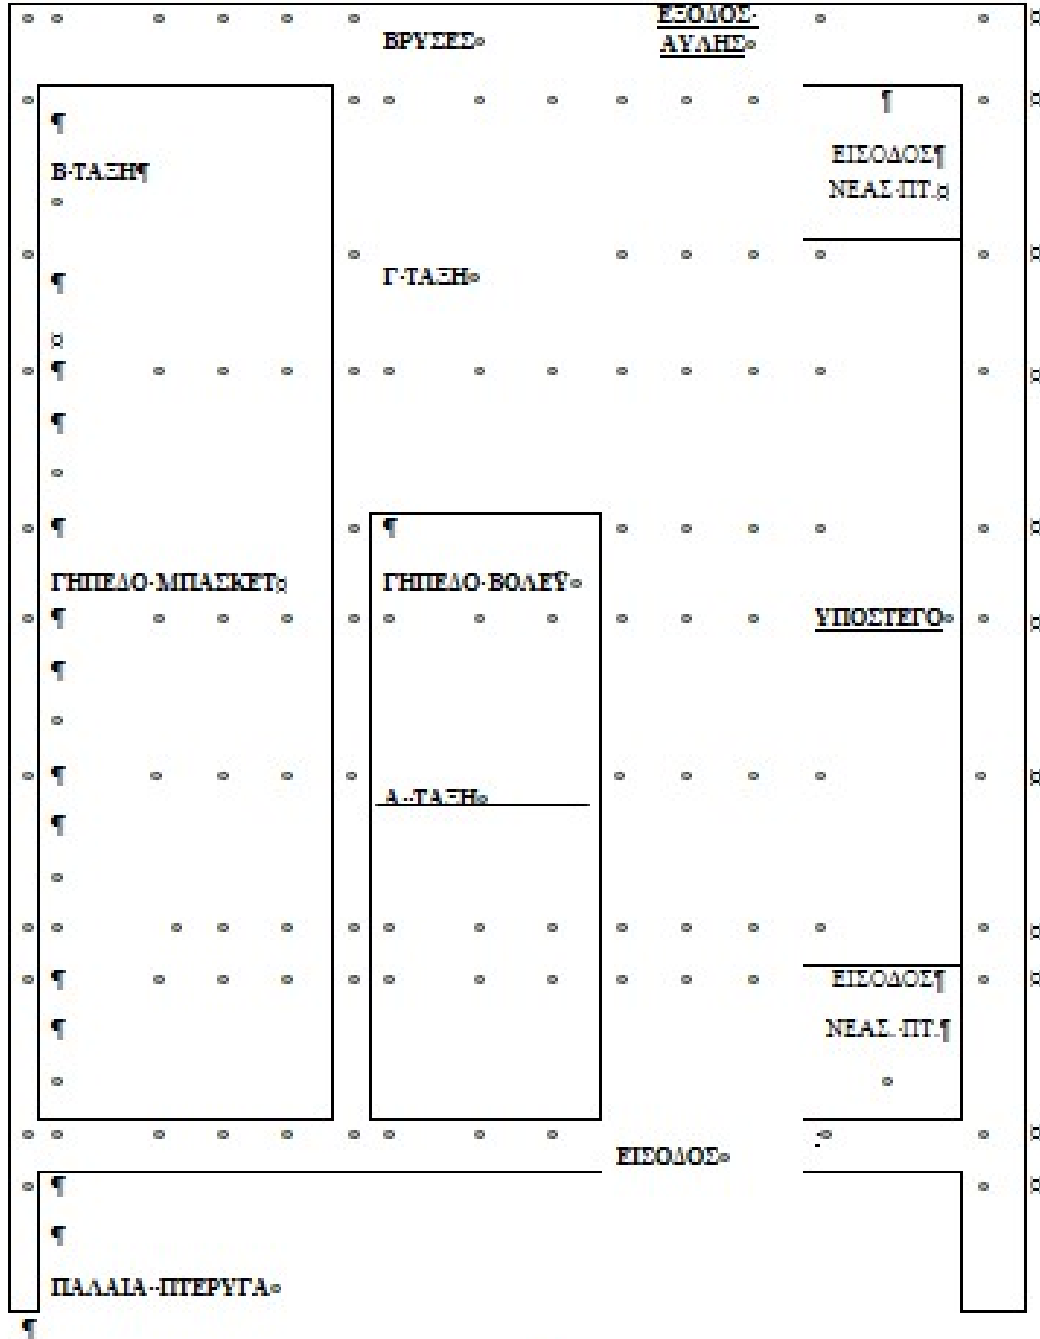 ΕΞΟΔΟΣ
ΒΡΥΣΕΣ
ΑΥΛΗΣ
Β ΤΑΞΗ
ΕΙΣΟΔΟΣ
ΝΕΑΣ ΠΤ.
Γ ΤΑΞΗ
ΓΗΠΕΔΟ ΜΠΑΣΚΕΤ
ΓΗΠΕΔΟ ΒΟΛΕΫ
ΥΠΟΣΤΕΓΟ
Α ΤΑΞΗ
ΕΙΣΟΔΟΣ
ΝΕΑΣ. ΠΤ.
ΕΙΣΟΔΟΣ
ΠΑΛΑΙΑ ΠΤΕΡΥΓΑ